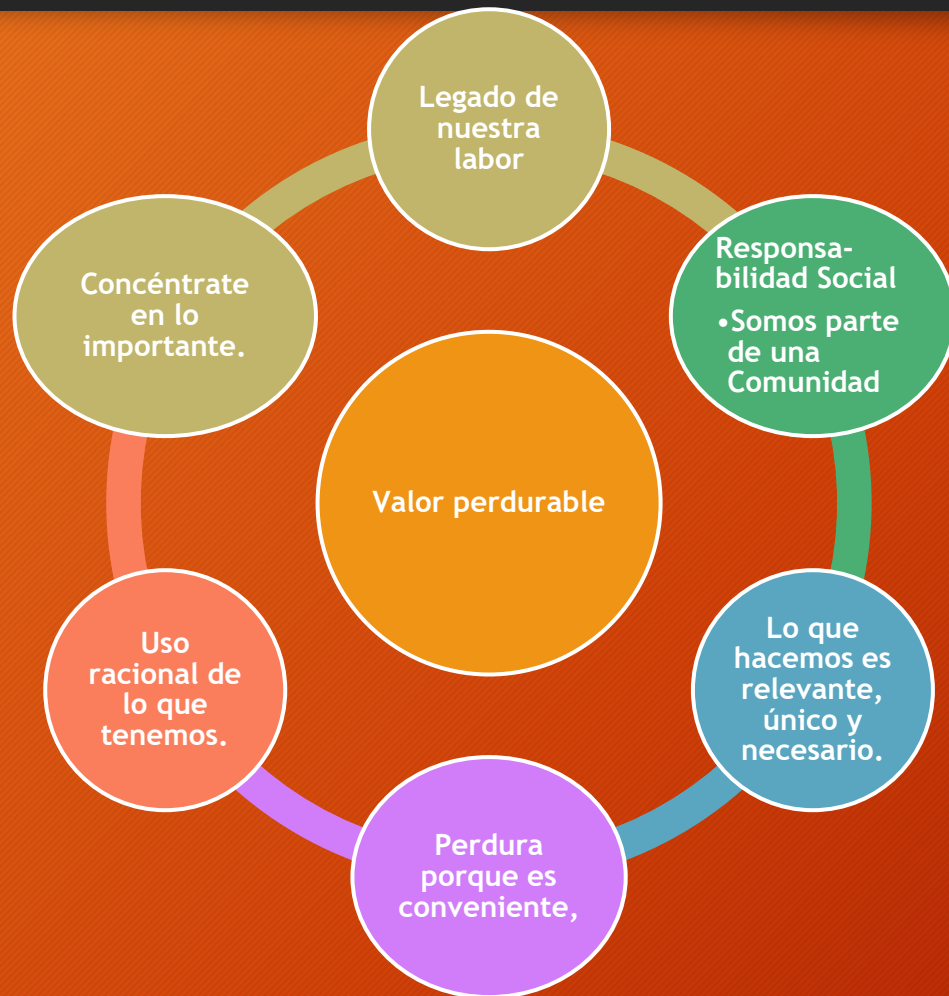 Legado de
nuestra
labor
Responsa-
bilidad Social
•Somos parte
de una
Comunidad
Lo que
hacemos es
relevante,
único y
necesario.
Perdura
porque es
conveniente,
Uso
racional de
lo que
tenemos.
Concéntrate
en lo
importante.
Valor perdurable